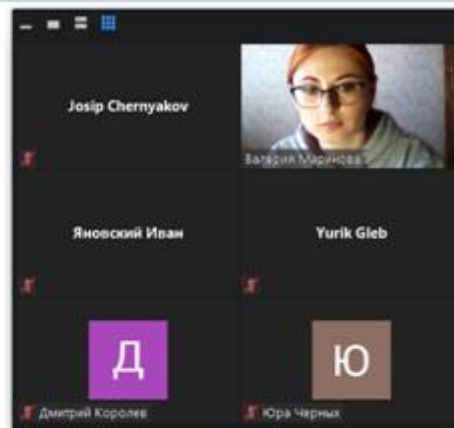 Josip Chernyakov
Валерия Маринова
Яновский Иван
Yurik Gleb
Д
Ю
Дмитрий Королев
Юра Черных